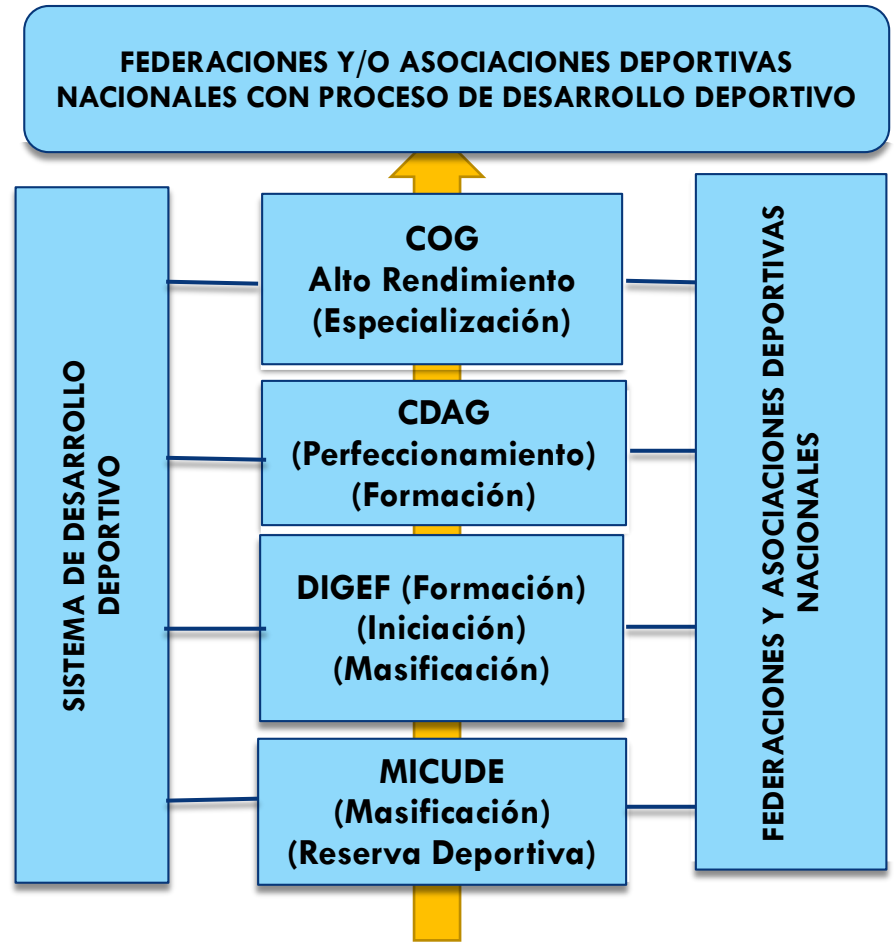 FEDERACIONES Y/O ASOCIACIONES DEPORTIVAS
NACIONALES CON PROCESO DE DESARROLLO DEPORTIVO
SISTEMA DE DESARROLLO
DEPORTIVO
COG
Alto Rendimiento
(Especialización)
CDAG
(Perfeccionamiento)
(Formación)
DIGEF (Formación)
(Iniciación)
(Masificación)
MICUDE
(Masificación)
(Reserva Deportiva)
FEDERACIONES Y ASOCIACIONES DEPORTIVAS
NACIONALES